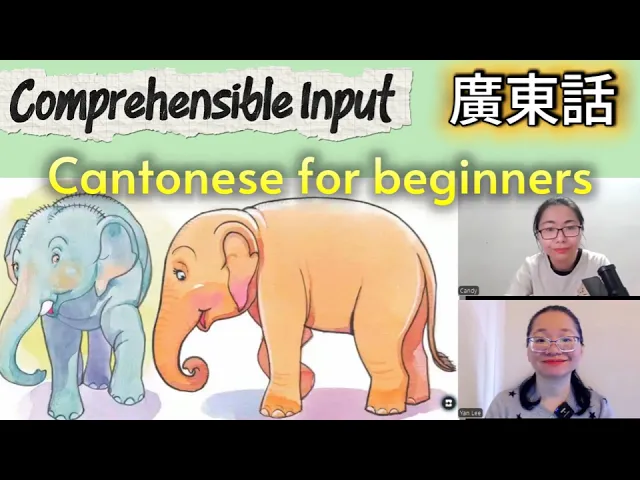 Comprehensible Input
廣東話
Cantonese for beginners
Candy
Yan Lee